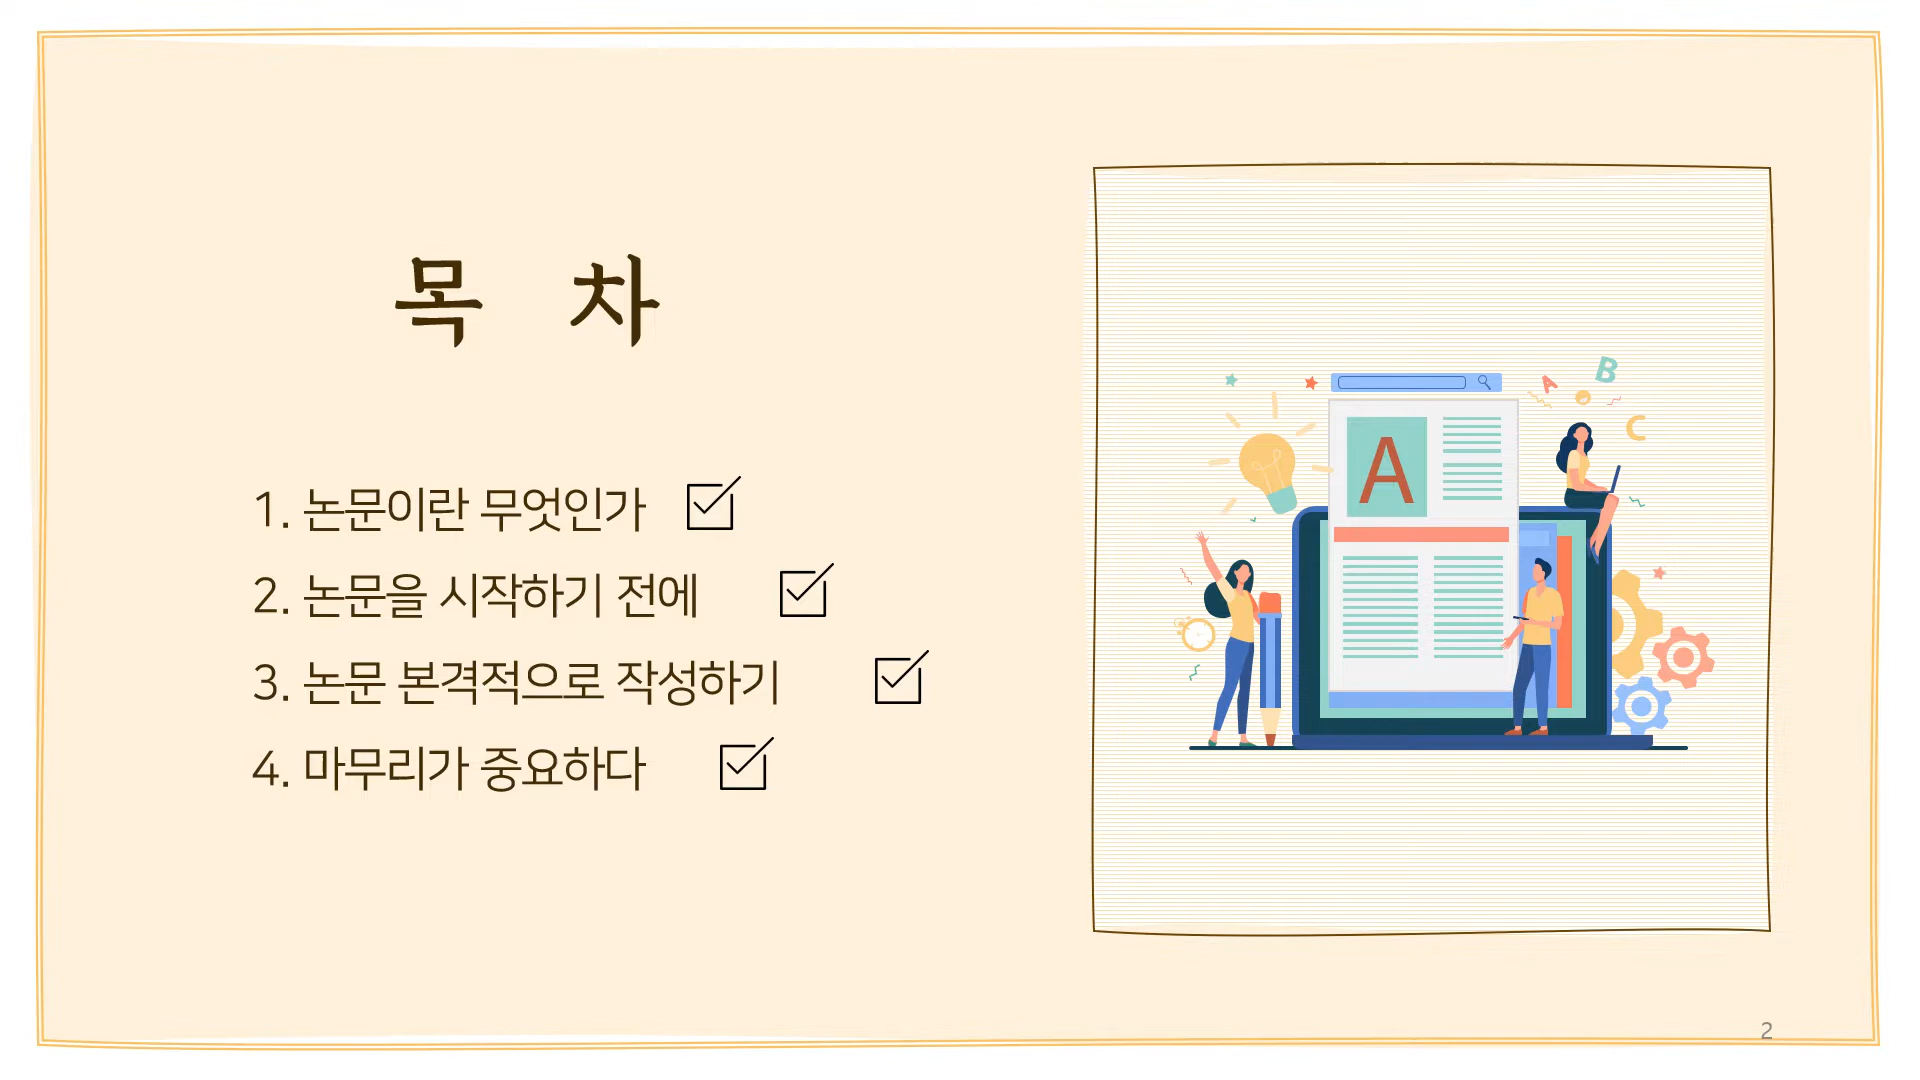 목 차
1. 논문이란 무엇인가
2. 논문을 시작하기 전에
3. 논문 본격적으로 작성하기
4. 마무리가 중요하다
A
B
C
A
2